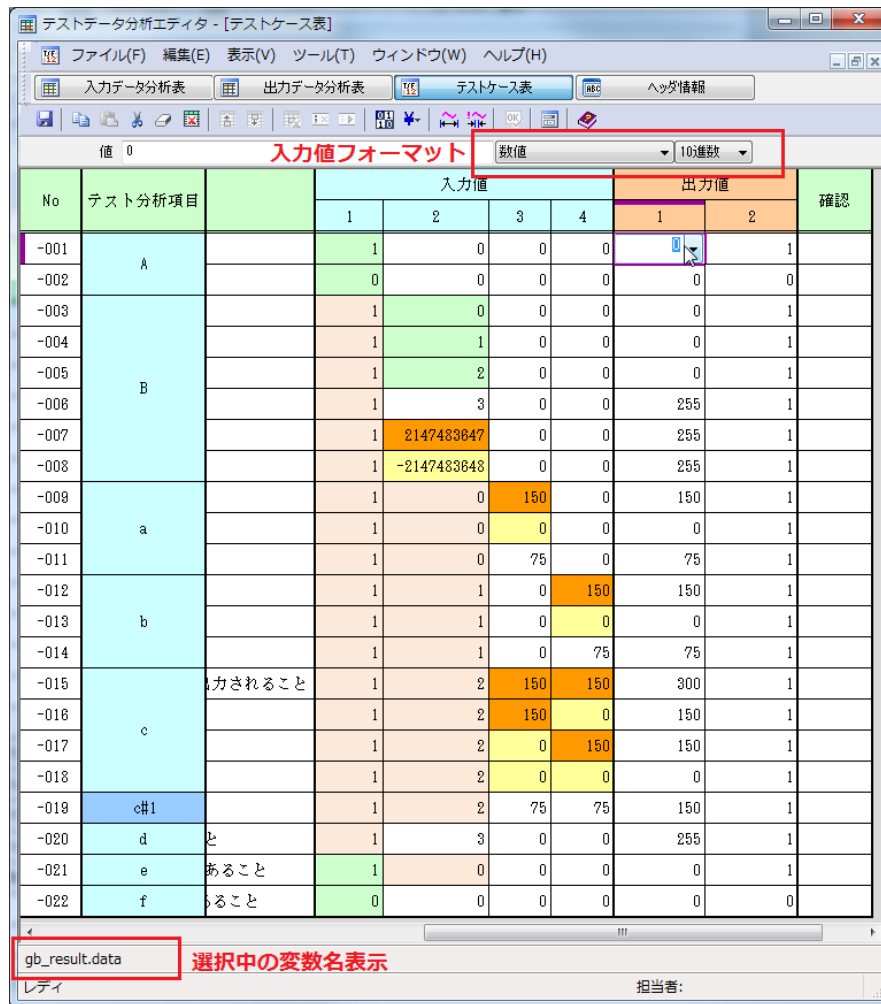 テストデータ分析エディタ - [テストケース表]
ファイル(F) 編集(E) 表示(V) ツール(T) ウィンドウ(W) ヘルプ(H)
入力データ分析表 出力データ分析表 テストケース表 ヘッダ情報
値 0 入力値フォーマット 数値 10進数
No テスト分析項目 入力値 出力値 確認
1 2 3 4 1 2
-001 A 1 0 0 0 0 1
-002 0 0 0 0 0 0
-003 B 1 0 0 0 0 1
-004 1 1 0 0 0 1
-005 1 2 0 0 0 1
-006 1 3 0 0 255 1
-007 1 2147483647 0 0 255 1
-008 1 -2147483648 0 0 255 1
-009 a 1 0 150 0 150 1
-010 1 0 0 0 0 1
-011 1 0 75 0 75 1
-012 b 1 1 0 150 150 1
-013 1 1 0 0 0 1
-014 1 1 0 75 75 1
-015 c 力されること 1 2 150 150 300 1
-016 1 2 150 0 150 1
-017 1 2 0 150 150 1
-018 1 2 0 0 0 1
-019 c#1 1 2 75 75 150 1
-020 d と 1 3 0 0 255 1
-021 e あること 1 0 0 0 0 1
-022 f ること 0 0 0 0 0 0
gb_result.data 選択中の変数名表示
レディ 担当者: